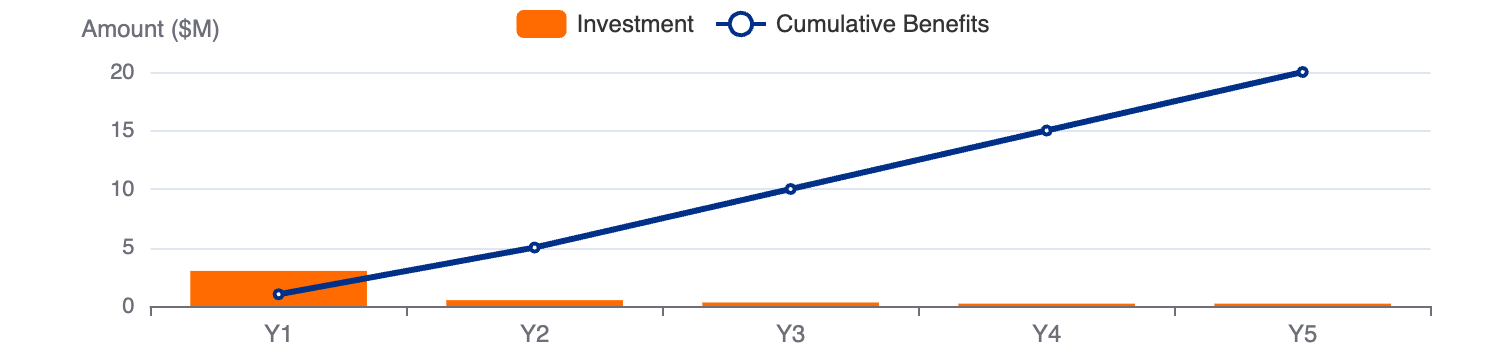 Amount ($M)
Investment
Cumulative Benefits
20
15
10
5
0
Y1 Y2 Y3 Y4 Y5